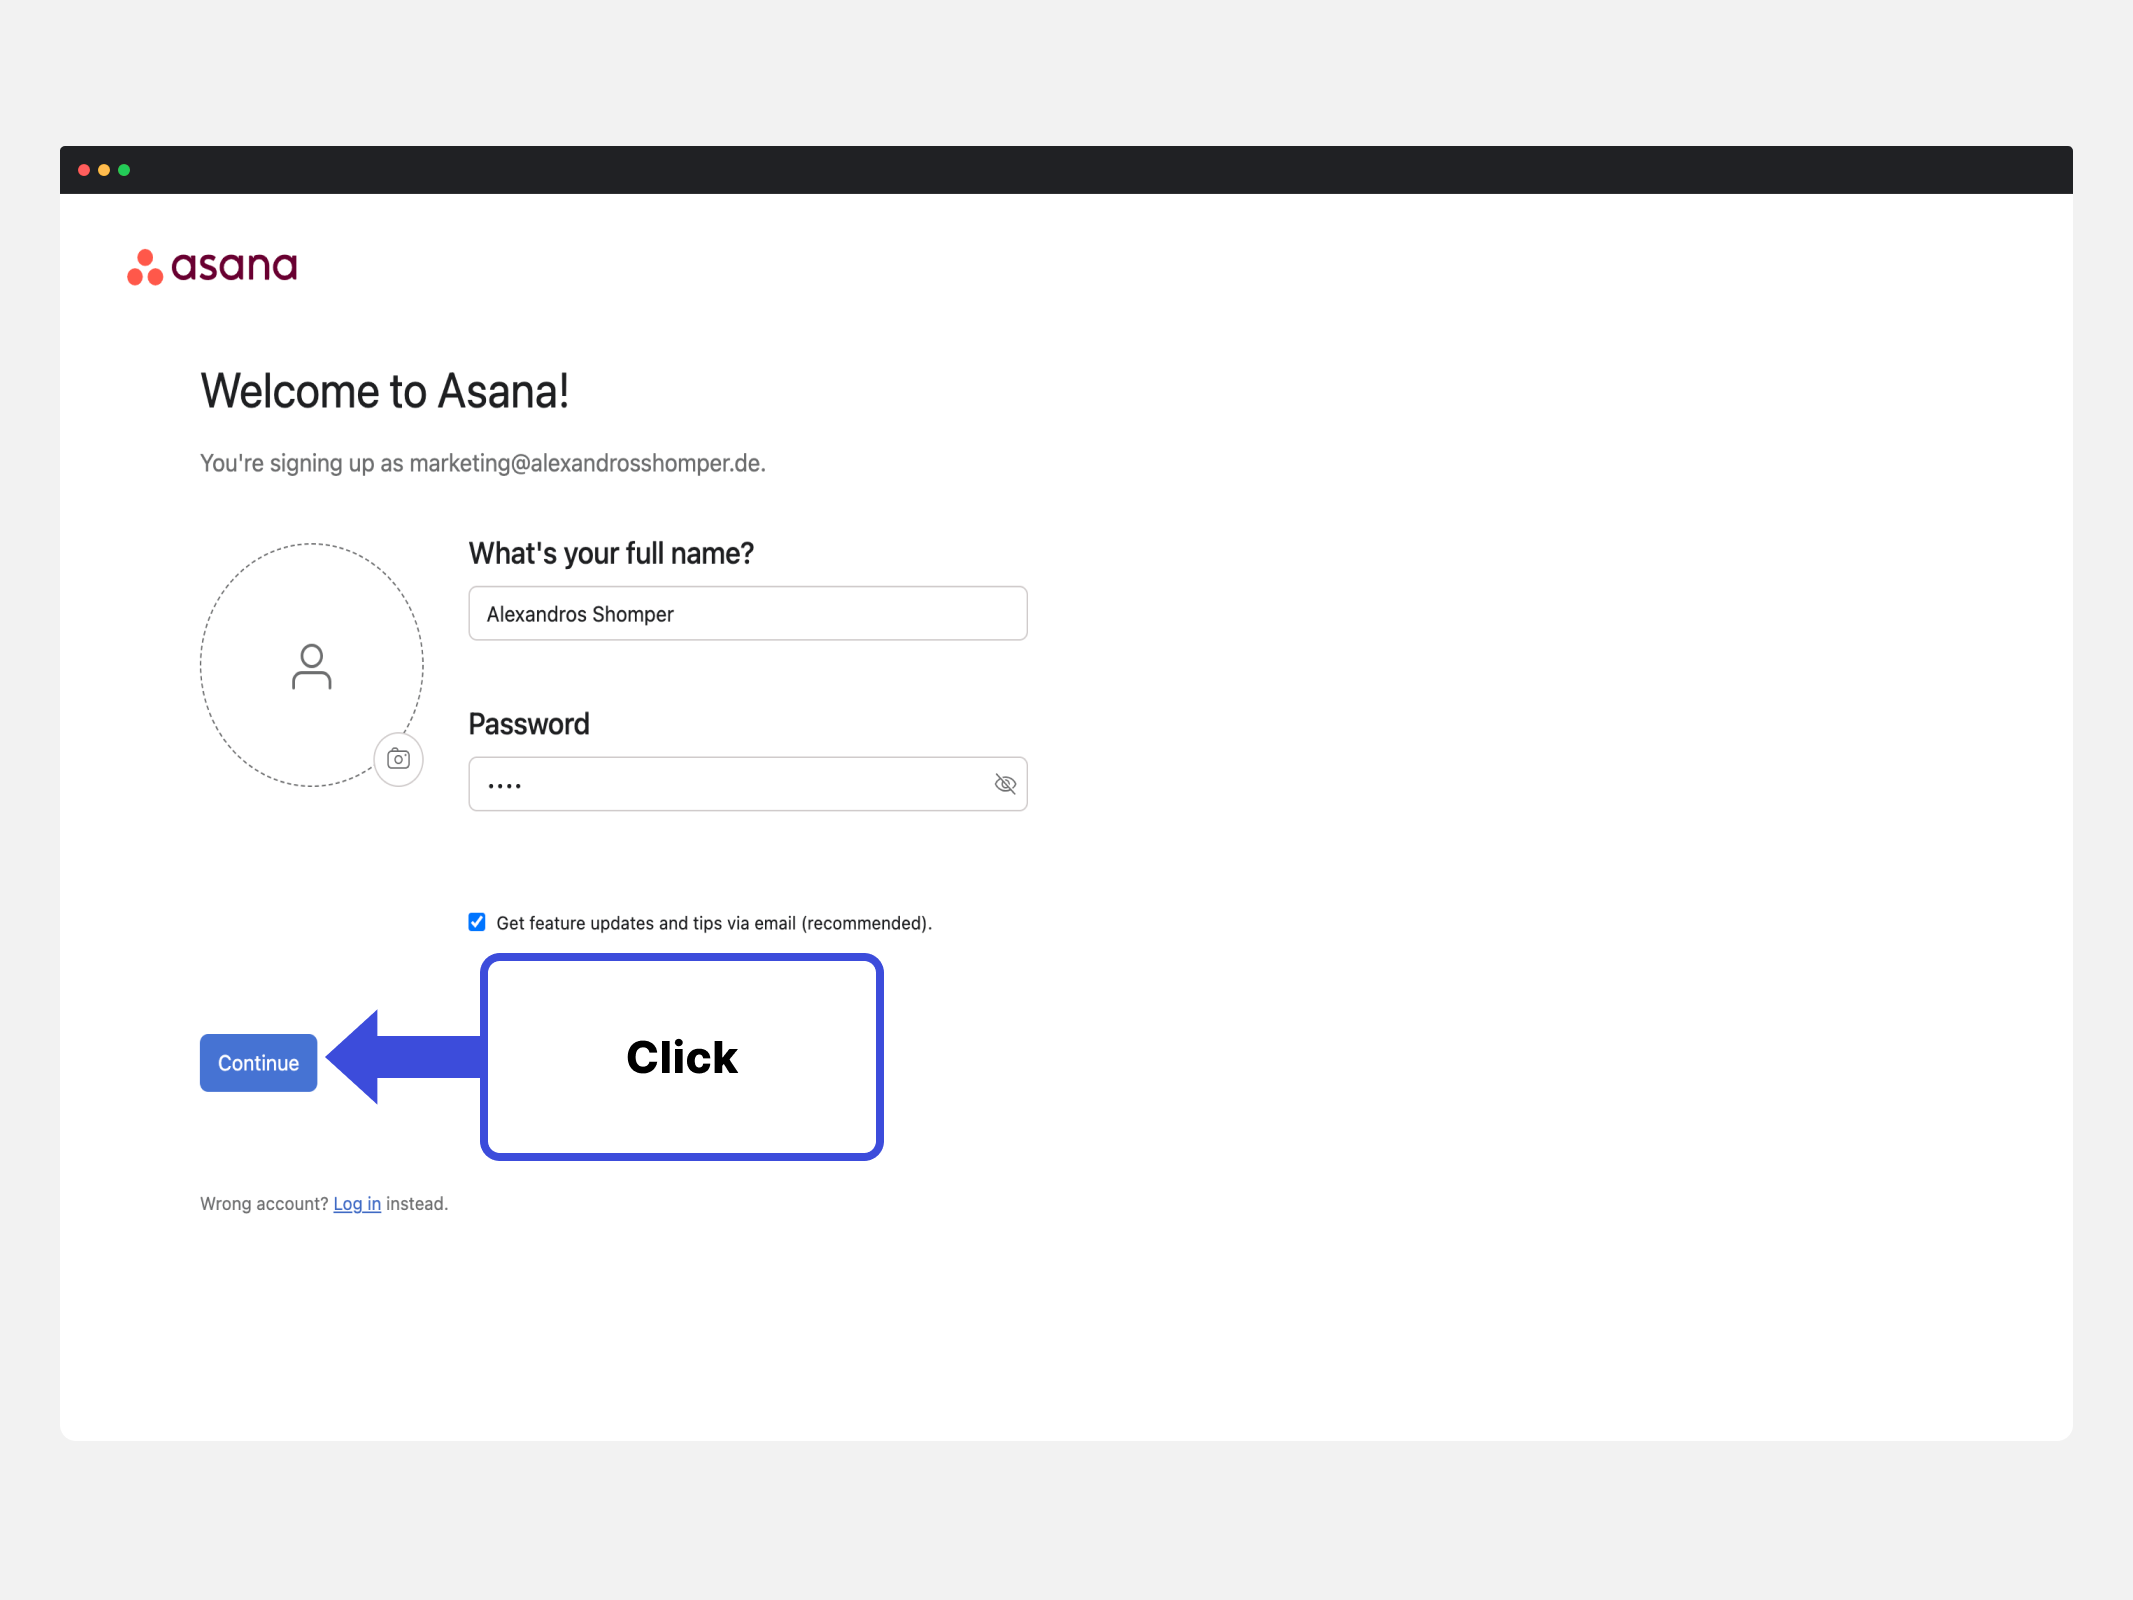 asana
Welcome to Asana!
You're signing up as marketing@alexandrosshomper.de.
What's your full name?
Alexandros Shomper
Password
••••
Get feature updates and tips via email (recommended).
Click
Continue
Wrong account? Log in instead.